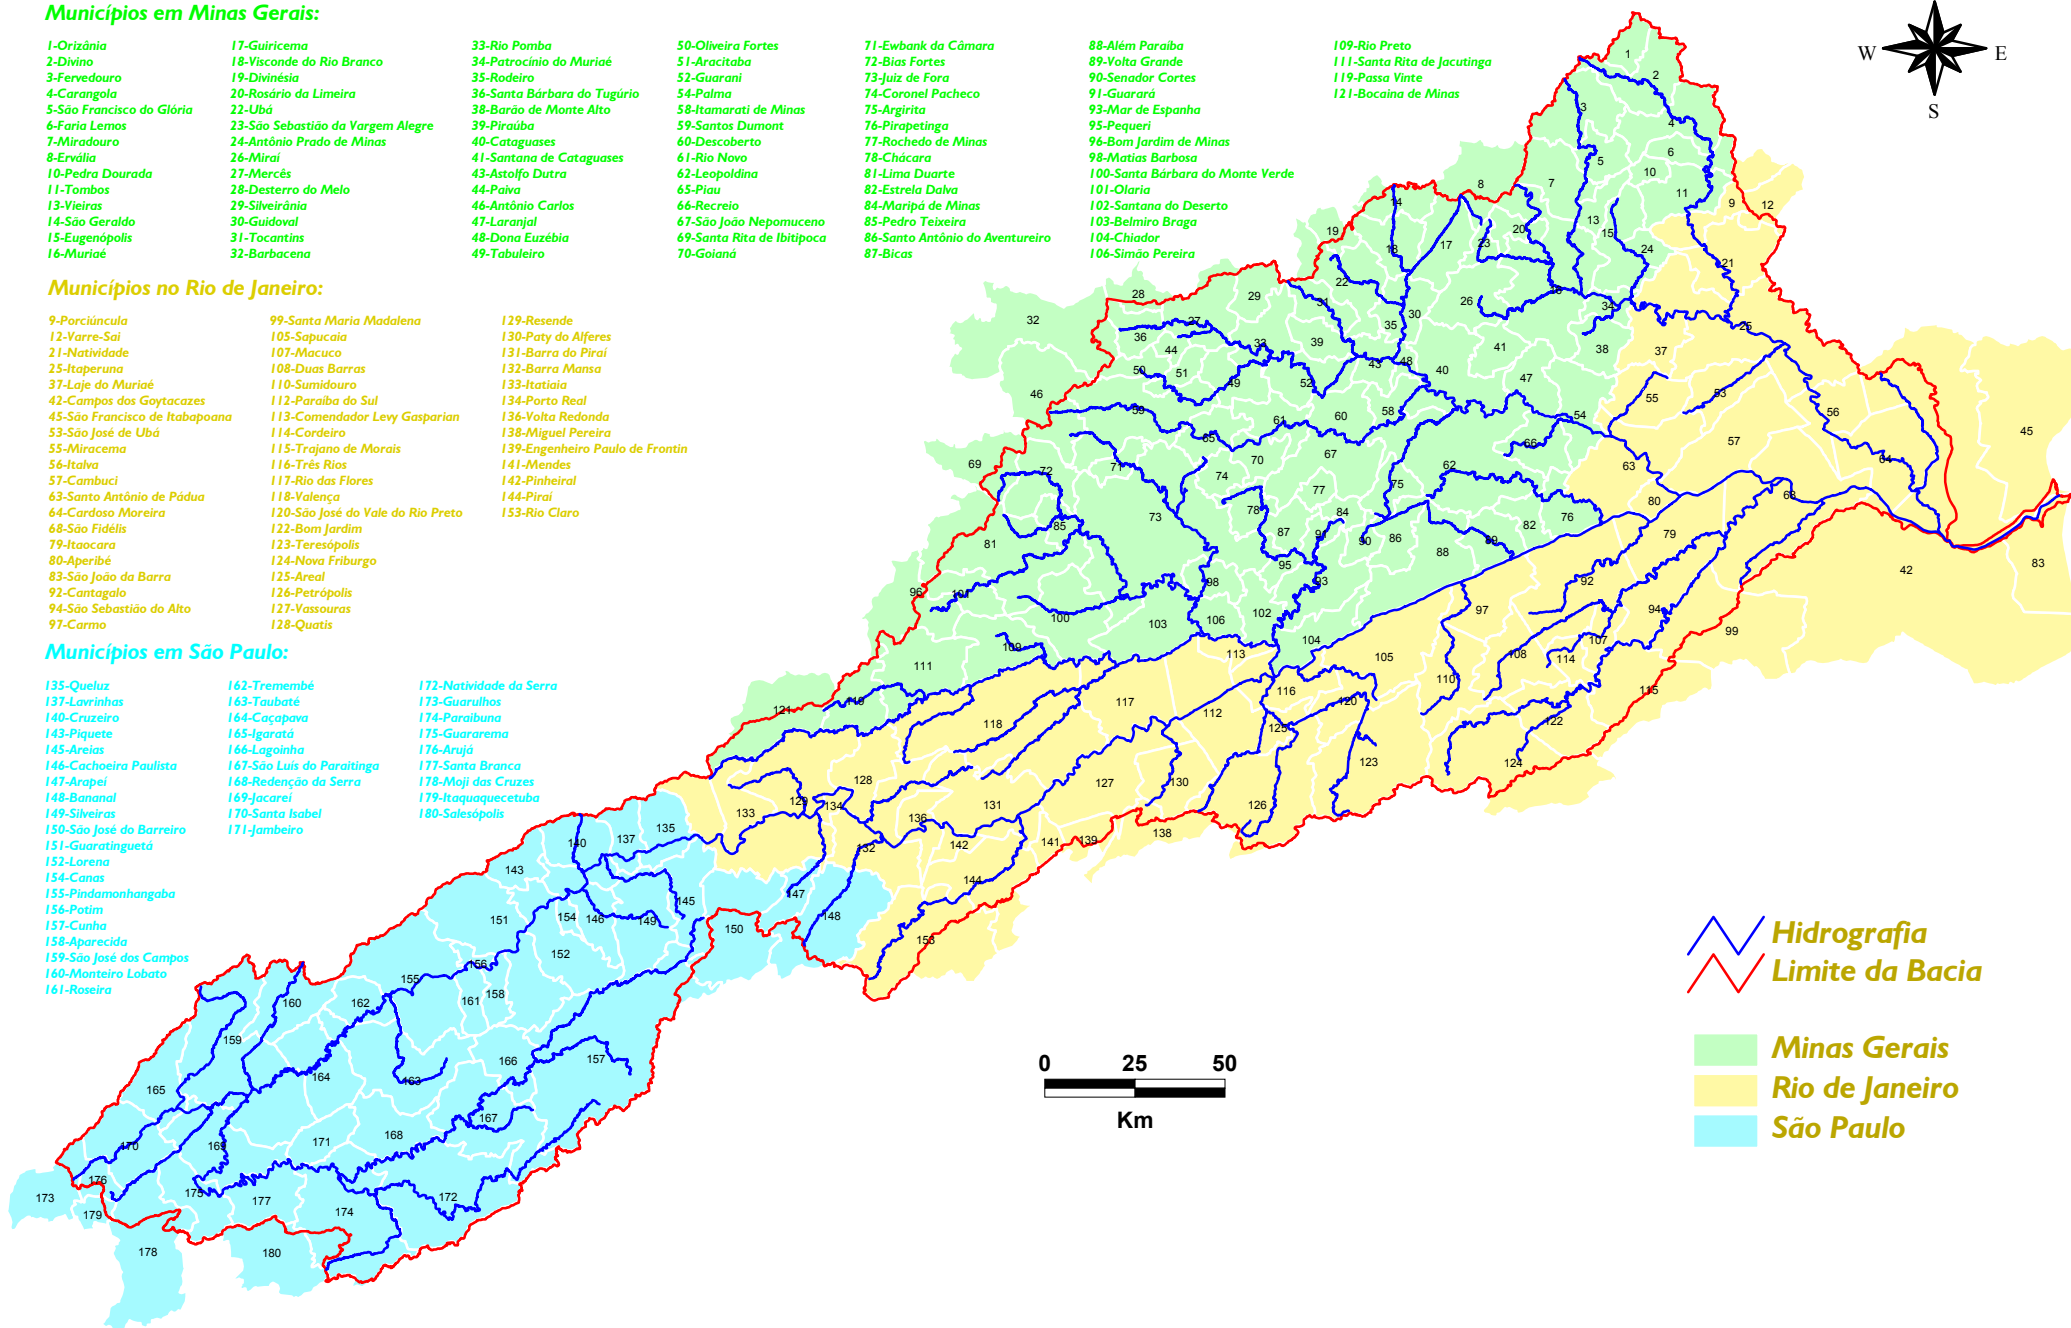 Municípios em Minas Gerais:
1-Orizânia
2-Divino
3-Fervedouro
4-Carangola
5-São Francisco do Glória
6-Faria Lemos
7-Miradouro
8-Ervália
10-Pedra Dourada
11-Tombos
13-Vieiras
14-São Geraldo
15-Eugenópolis
16-Muriaé
17-Guiricema
18-Visconde do Rio Branco
19-Divinésia
20-Rosário da Limeira
22-Ubá
23-São Sebastião da Vargem Alegre
24-Antônio Prado de Minas
26-Miraí
27-Mercês
28-Desterro do Melo
29-Silveirânia
30-Guidoval
31-Tocantins
32-Barbacena
33-Rio Pomba
34-Patrocínio do Muriaé
35-Rodeiro
36-Santa Bárbara do Tugúrio
38-Barão de Monte Alto
39-Piraúba
40-Cataguases
41-Santana de Cataguases
43-Astolfo Dutra
44-Paiva
46-Antônio Carlos
47-Laranjal
48-Dona Euzébia
49-Tabuleiro
50-Oliveira Fortes
51-Aracitaba
52-Guarani
54-Palma
58-Itamarati de Minas
59-Santos Dumont
60-Descoberto
61-Rio Novo
62-Leopoldina
65-Piau
66-Recreio
67-São João Nepomuceno
69-Santa Rita de Ibitipoca
70-Goianá
71-Ewbank da Câmara
72-Bias Fortes
73-Juiz de Fora
74-Coronel Pacheco
75-Argirita
76-Pirapetinga
77-Rochedo de Minas
78-Chácara
81-Lima Duarte
82-Estrela Dalva
84-Maripá de Minas
85-Pedro Teixeira
86-Santo Antônio do Aventureiro
87-Bicas
88-Além Paraíba
89-Volta Grande
90-Senador Cortes
91-Guarará
93-Mar de Espanha
95-Pequeri
96-Bom Jardim de Minas
98-Matias Barbosa
100-Santa Bárbara do Monte Verde
101-Olaria
102-Santana do Deserto
103-Belmiro Braga
104-Chiador
106-Simão Pereira
109-Rio Preto
111-Santa Rita de Jacutinga
119-Passa Vinte
121-Bocaina de Minas
Municípios no Rio de Janeiro:
9-Porciúncula
12-Varre-Sai
21-Natividade
25-Itaperuna
37-Laje do Muriaé
42-Campos dos Goytacazes
45-São Francisco de Itabapoana
53-São José de Ubá
55-Miracema
56-Italva
57-Cambuci
63-Santo Antônio de Pádua
64-Cardoso Moreira
68-São Fidélis
79-Itaocara
80-Aperibé
83-São João da Barra
92-Cantagalo
94-São Sebastião do Alto
97-Carmo
99-Santa Maria Madalena
105-Sapucaia
107-Macuco
108-Duas Barras
110-Sumidouro
112-Paraíba do Sul
113-Comendador Levy Gasparian
114-Cordeiro
115-Trajano de Morais
116-Três Rios
117-Rio das Flores
118-Valença
120-São José do Vale do Rio Preto
122-Bom Jardim
123-Teresópolis
124-Nova Friburgo
125-Areal
126-Petrópolis
127-Vassouras
128-Quatis
129-Resende
130-Paty do Alferes
131-Barra do Piraí
132-Barra Mansa
133-Itatiaia
134-Porto Real
136-Volta Redonda
138-Miguel Pereira
139-Engenheiro Paulo de Frontin
141-Mendes
142-Pinheiral
144-Piraí
153-Rio Claro
Municípios em São Paulo:
135-Queluz
137-Lavrinhas
140-Cruzeiro
143-Piquete
145-Areias
146-Cachoeira Paulista
147-Arapeí
148-Bananal
149-Silveiras
150-São José do Barreiro
151-Guaratinguetá
152-Lorena
154-Canas
155-Pindamonhangaba
156-Potim
157-Cunha
158-Aparecida
159-São José dos Campos
160-Monteiro Lobato
161-Roseira
162-Tremembé
163-Taubaté
164-Caçapava
165-Igaratá
166-Lagoinha
167-São Luís do Paraitinga
168-Redenção da Serra
169-Jacareí
170-Santa Isabel
171-Jambeiro
172-Natividade da Serra
173-Guarulhos
174-Paraibuna
175-Guararema
176-Arujá
177-Santa Branca
178-Moji das Cruzes
179-Itaquaquecetuba
180-Salesópolis
W E
S
Hidrografia
Limite da Bacia
Minas Gerais
Rio de Janeiro
São Paulo
0 25 50
Km